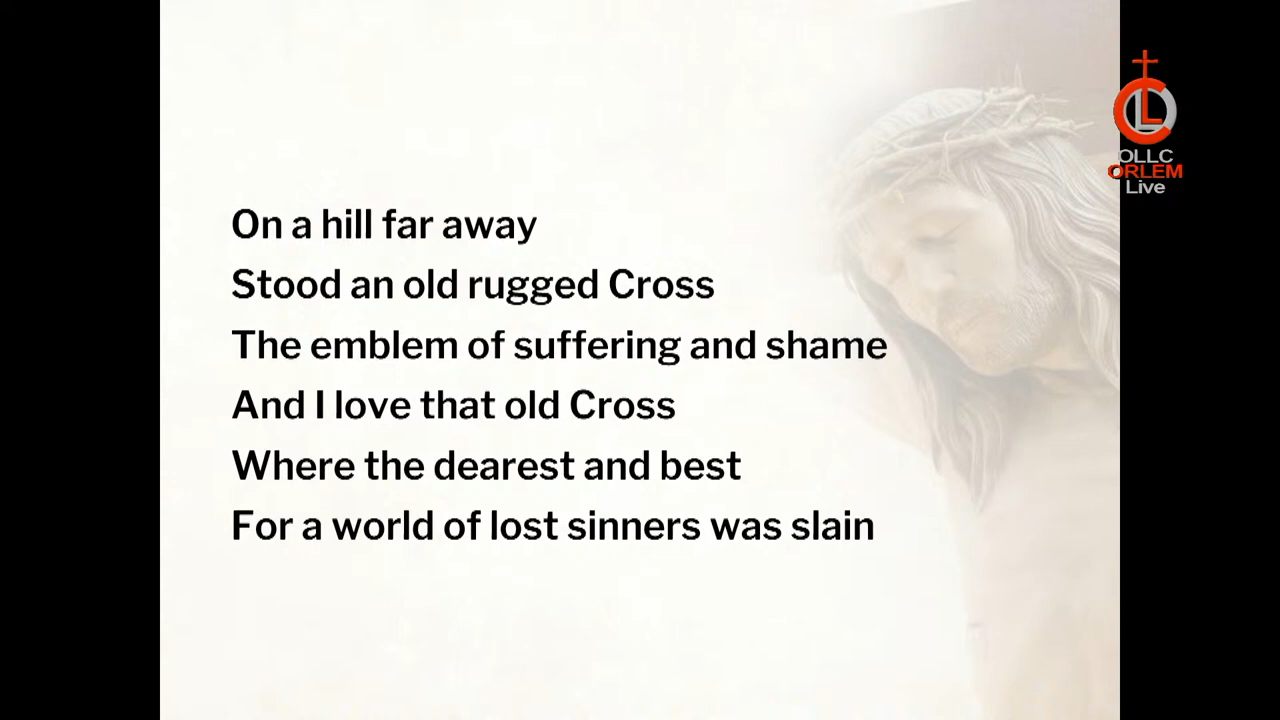 On a hill far away
Stood an old rugged Cross
The emblem of suffering and shame
And I love that old Cross
Where the dearest and best
For a world of lost sinners was slain
OLLC
ORLEM
Live